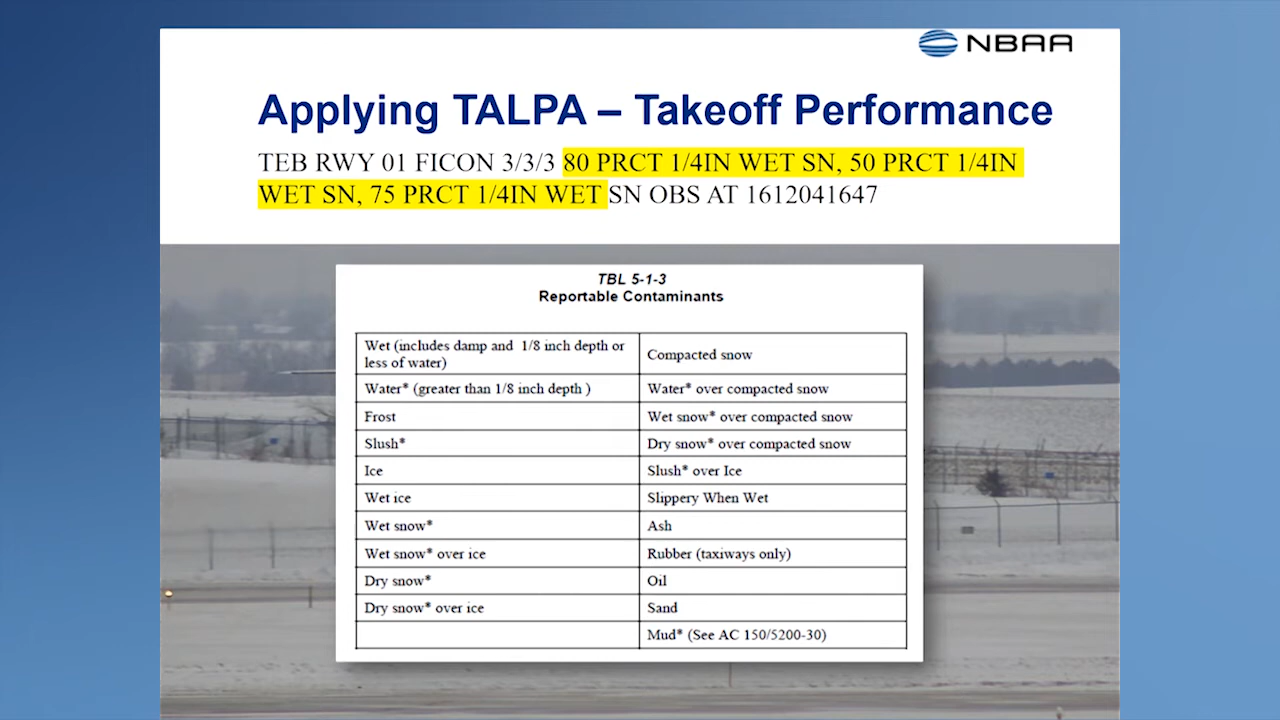 NBAA
Applying TALPA – Takeoff Performance
TEB RWY 01 FICON 3/3/3 80 PRCT 1/4IN WET SN, 50 PRCT 1/4IN
WET SN, 75 PRCT 1/4IN WET SN OBS AT 1612041647
TBL 5-1-3
Reportable Contaminants
Wet (includes damp and 1/8 inch depth or
less of water)
Compacted snow
Water* (greater than 1/8 inch depth )
Water* over compacted snow
Frost
Wet snow* over compacted snow
Slush*
Dry snow* over compacted snow
Ice
Slush* over Ice
Wet ice
Slippery When Wet
Wet snow*
Ash
Wet snow* over ice
Rubber (taxiways only)
Dry snow*
Oil
Dry snow* over ice
Sand
Mud* (See AC 150/5200-30)